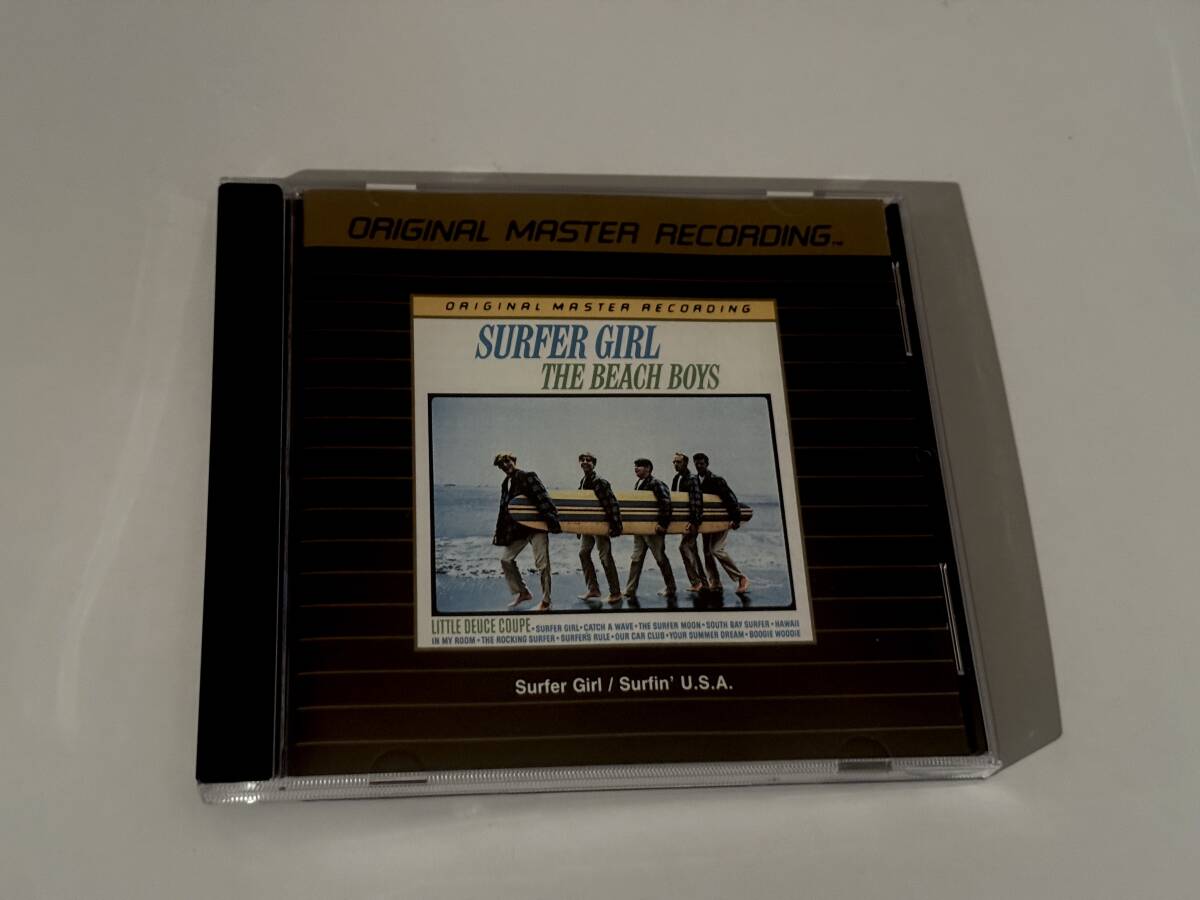 ORIGINAL MASTER RECORDING™
ORIGINAL MASTER RECORDING
SURFER GIRL
THE BEACH BOYS
LITTLE DEUCE COUPE • SURFER GIRL • CATCH A WAVE • THE SURFER MOON • SOUTH BAY SURFER • HAWAII
IN MY ROOM • THE ROCKING SURFER • SURFER'S RULE • OUR CAR CLUB • YOUR SUMMER DREAM • BOOGIE WOODIE
Surfer Girl / Surfin' U.S.A.